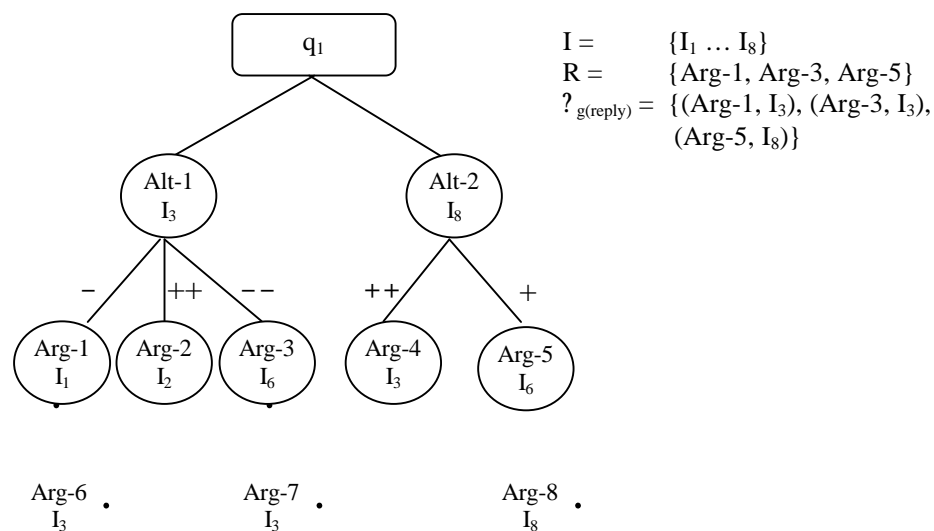 q₁
I = {I₁ … I₈}
R = {Arg-1, Arg-3, Arg-5}
?g(reply) = {(Arg-1, I₃), (Arg-3, I₃),
(Arg-5, I₈)}
Alt-1
I₃
Alt-2
I₈
- ++ -- ++ +
Arg-1
I₁
Arg-2
I₂
Arg-3
I₆
Arg-4
I₃
Arg-5
I₆
Arg-6
I₃
Arg-7
I₃
Arg-8
I₈